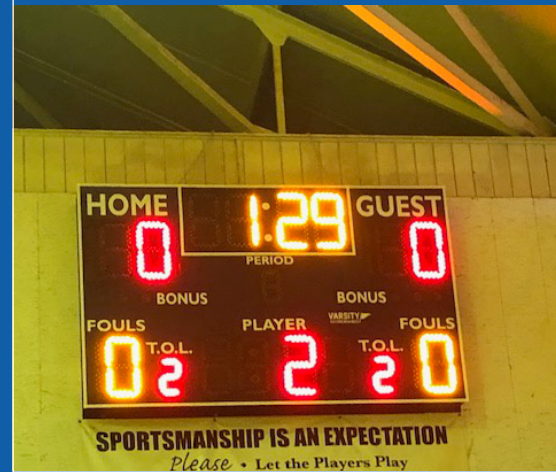 HOME 1:29 GUEST
0 0
PERIOD
BONUS BONUS
VARSITY
FOULS PLAYER FOULS
T.O.L. T.O.L.
0 2 2 2 0
SPORTSMANSHIP IS AN EXPECTATION
Please • Let the Players Play